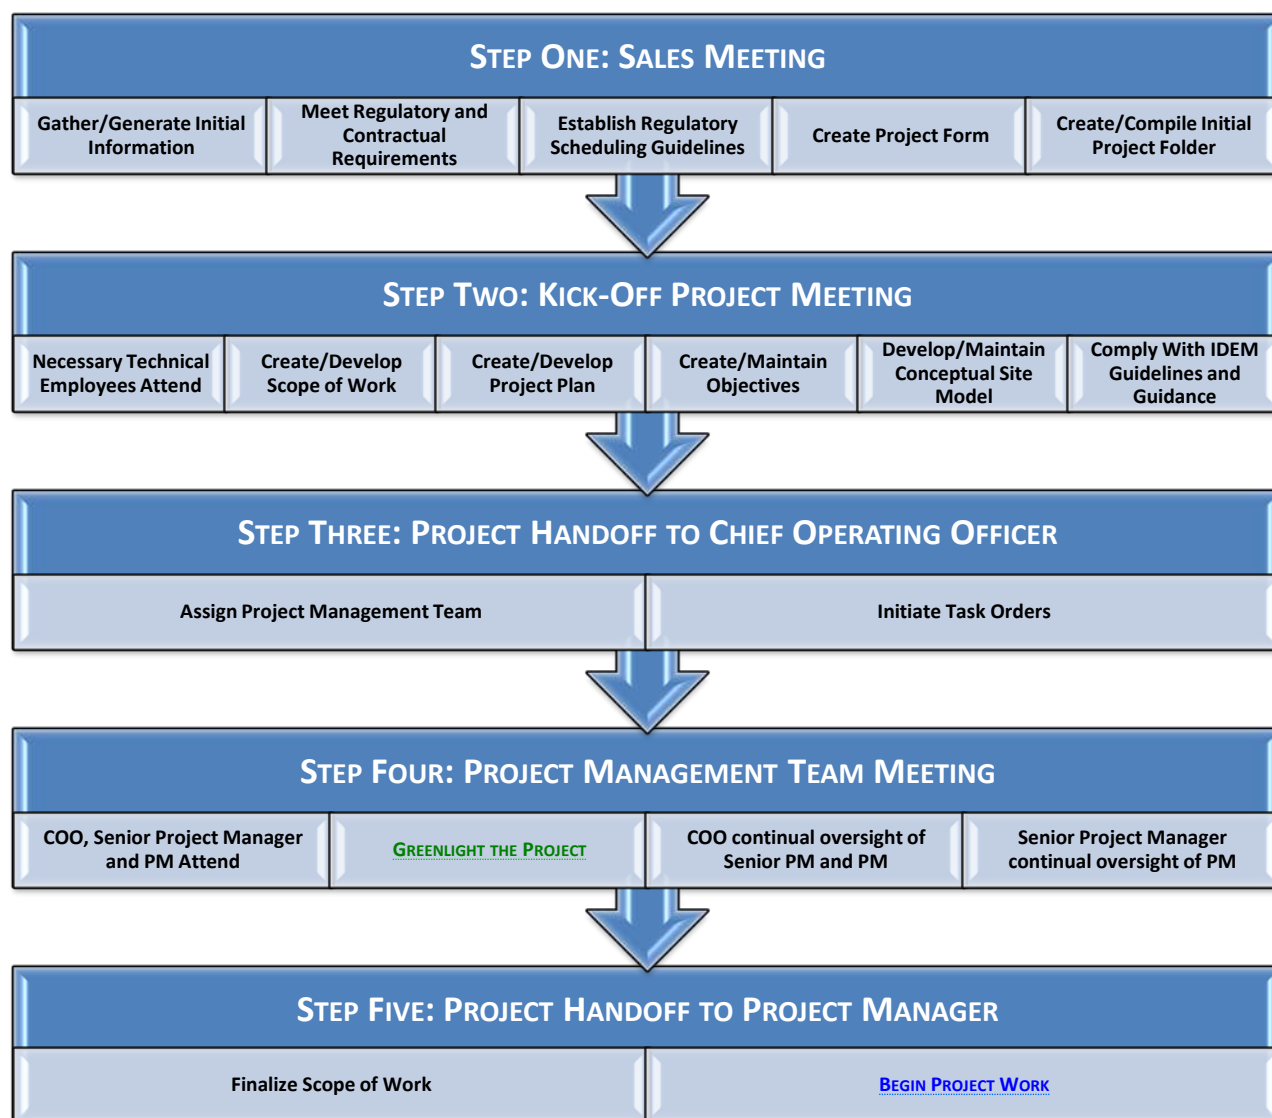 STEP ONE: SALES MEETING
Gather/Generate Initial
Information
Meet Regulatory and
Contractual
Requirements
Establish Regulatory
Scheduling Guidelines
Create Project Form
Create/Compile Initial
Project Folder
STEP TWO: KICK-OFF PROJECT MEETING
Necessary Technical
Employees Attend
Create/Develop
Scope of Work
Create/Develop
Project Plan
Create/Maintain
Objectives
Develop/Maintain
Conceptual Site
Model
Comply With IDEM
Guidelines and
Guidance
STEP THREE: PROJECT HANDOFF TO CHIEF OPERATING OFFICER
Assign Project Management Team
Initiate Task Orders
STEP FOUR: PROJECT MANAGEMENT TEAM MEETING
COO, Senior Project Manager
and PM Attend
GREENLIGHT THE PROJECT
COO continual oversight of
Senior PM and PM
Senior Project Manager
continual oversight of PM
STEP FIVE: PROJECT HANDOFF TO PROJECT MANAGER
Finalize Scope of Work
BEGIN PROJECT WORK